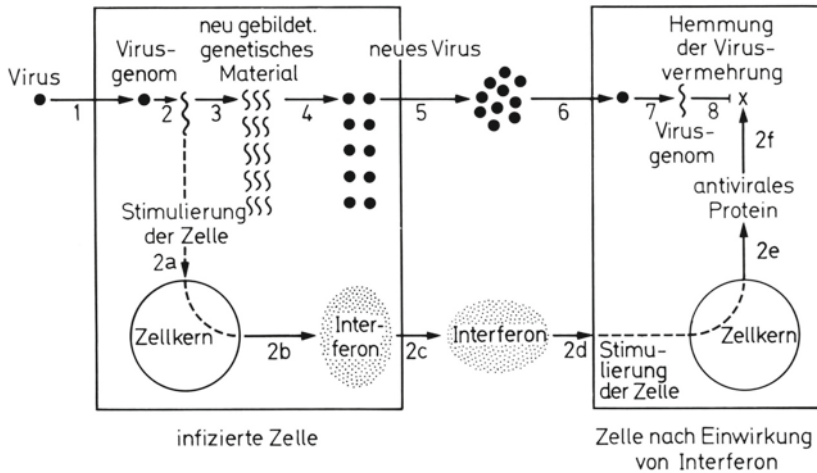 neu gebildet.
genetisches
Material
Virus-
genom
Virus
neues Virus
Hemmung
der Virus-
vermehrung
1
2
3
4
5
6
7
8
x
Virus-
genom
2f
antivirales
Protein
2e
Stimulierung
der Zelle
2a
Zellkern
2b
Inter-
feron
2c
Interferon
2d
Stimu-
lierung
der Zelle
Zellkern
infizierte Zelle
Zelle nach Einwirkung
von Interferon